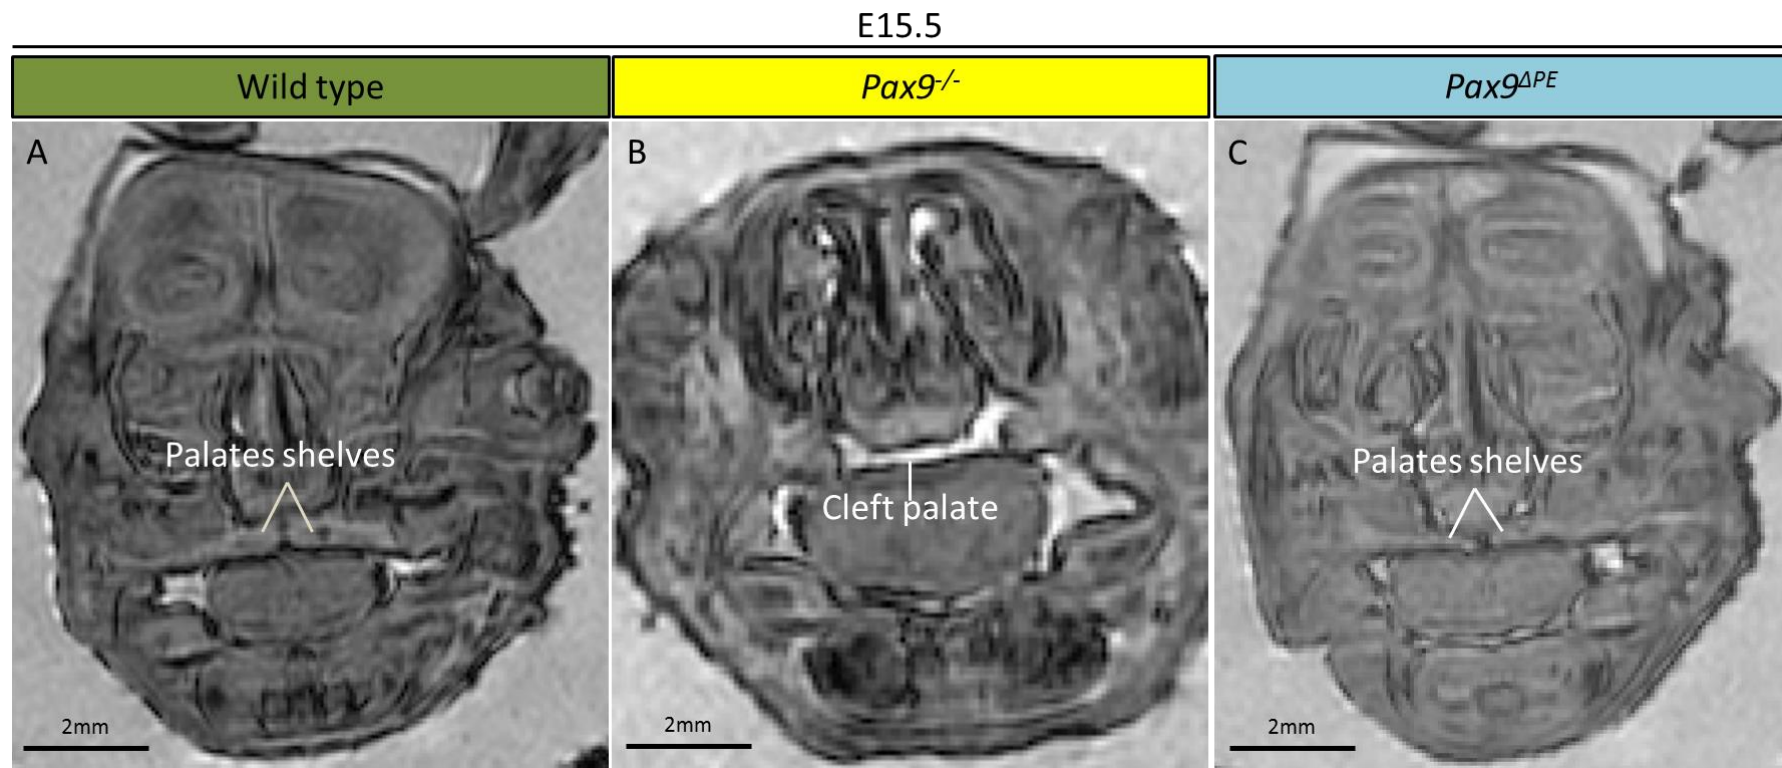 E15.5
Wild type
Pax9-/-
Pax9ΔPE
A
B
C
Palates shelves
Cleft palate
Palates shelves
2mm
2mm
2mm